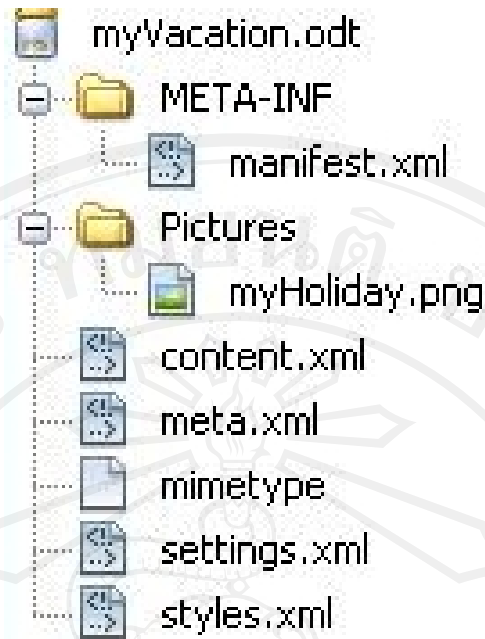 myVacation.odt
META-INF
manifest.xml
Pictures
myHoliday.png
content.xml
meta.xml
mimetype
settings.xml
styles.xml